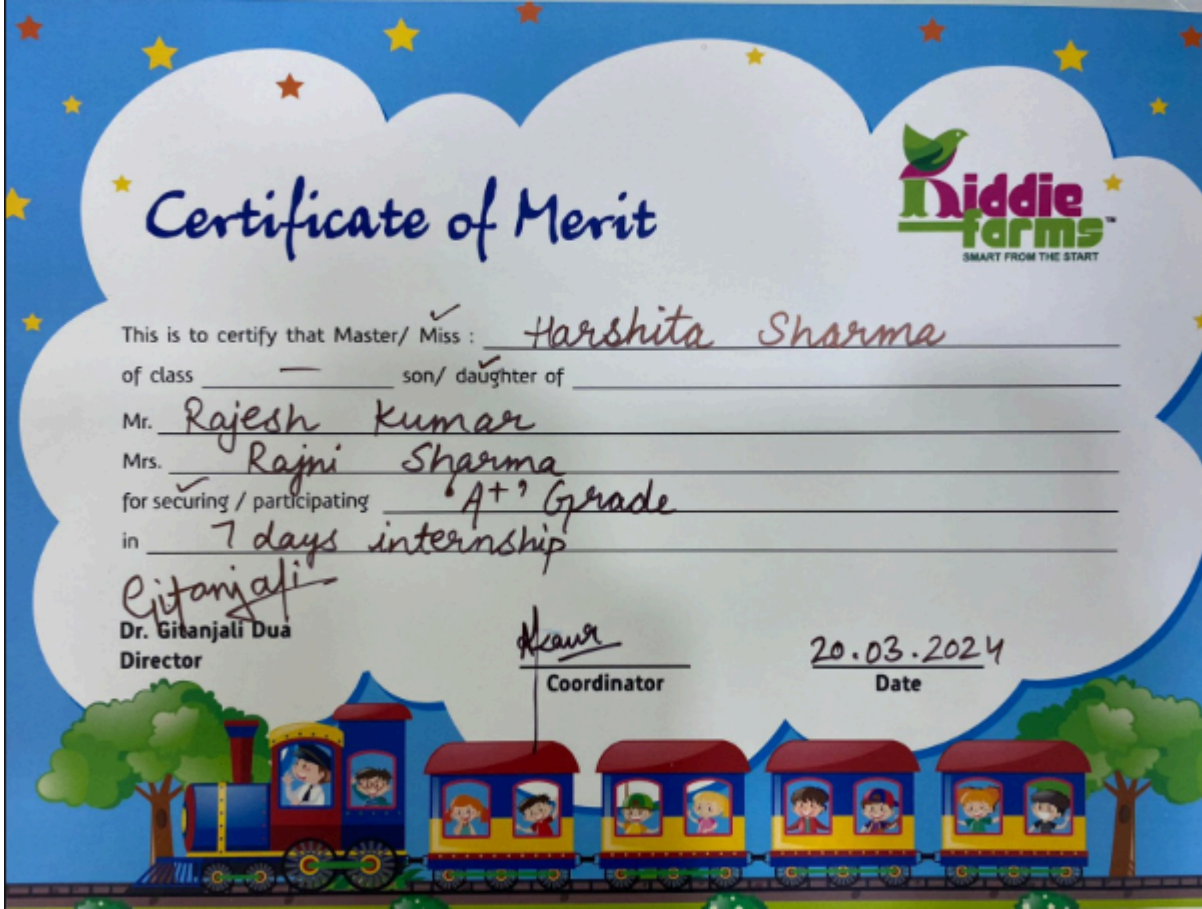 Certificate of Merit
Kiddie
farms™
SMART FROM THE START
This is to certify that Master/ Miss : Harshita Sharma
of class — son/ daughter of
Mr. Rajesh Kumar
Mrs. Rajni Sharma
for securing / participating 'A+' Grade
in 7 days internship
Gitanjali
Dr. Gitanjali Dua
Director
Coordinator
20.03.2024
Date